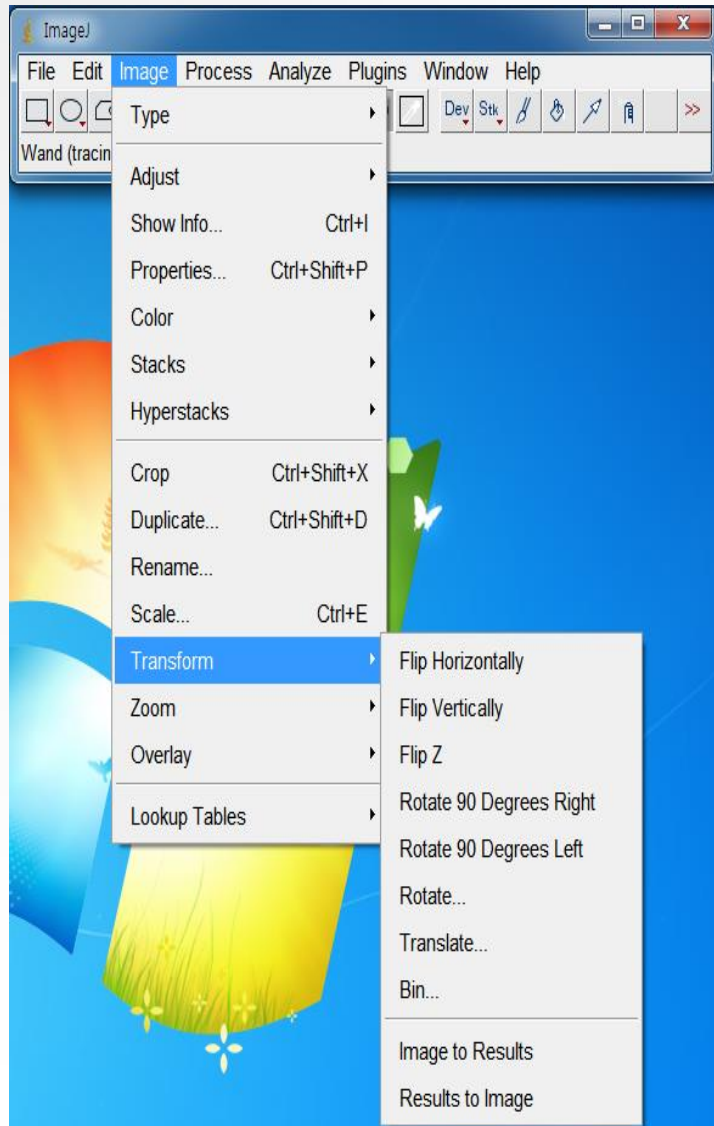 ImageJ
File Edit Image Process Analyze Plugins Window Help
Dev Stk >>
Wand (tracin
Type
Adjust
Show Info... Ctrl+I
Properties... Ctrl+Shift+P
Color
Stacks
Hyperstacks
Crop Ctrl+Shift+X
Duplicate... Ctrl+Shift+D
Rename...
Scale... Ctrl+E
Transform
Zoom
Overlay
Lookup Tables
Flip Horizontally
Flip Vertically
Flip Z
Rotate 90 Degrees Right
Rotate 90 Degrees Left
Rotate...
Translate...
Bin...
Image to Results
Results to Image